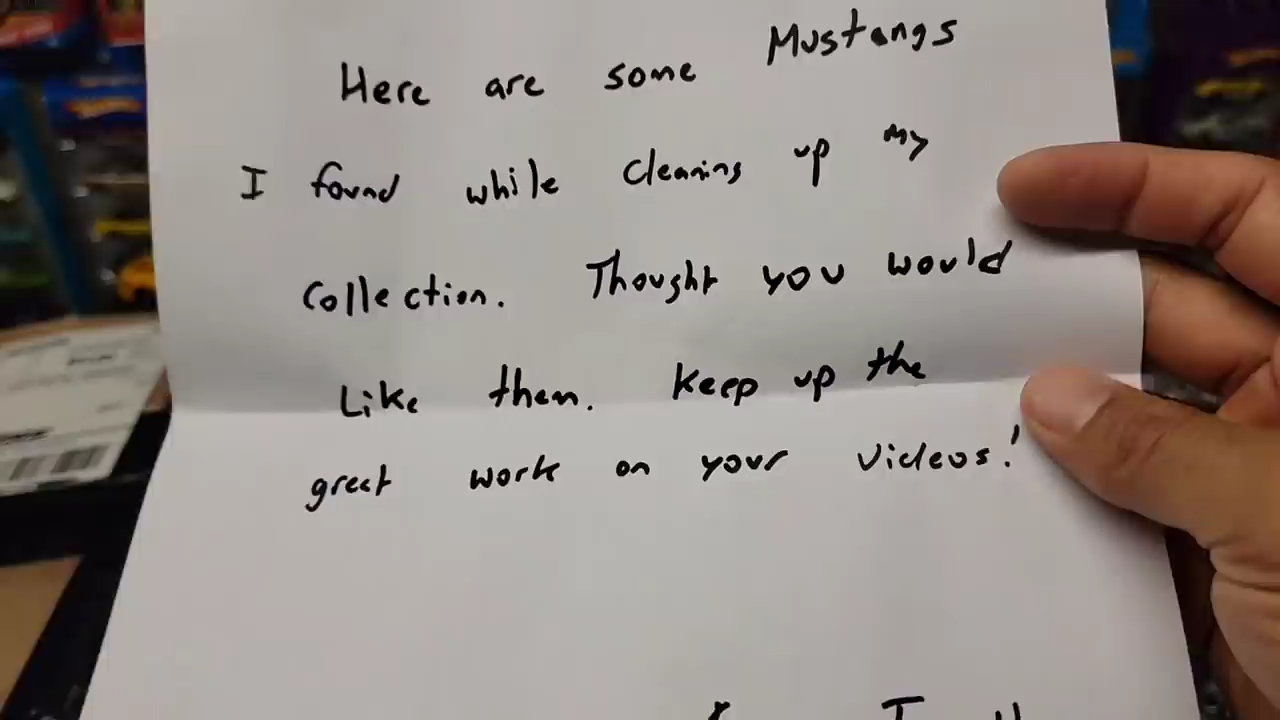 Here are some Mustangs
I found while cleaning up my
collection. Thought you would
Like them. Keep up the
great work on your videos!